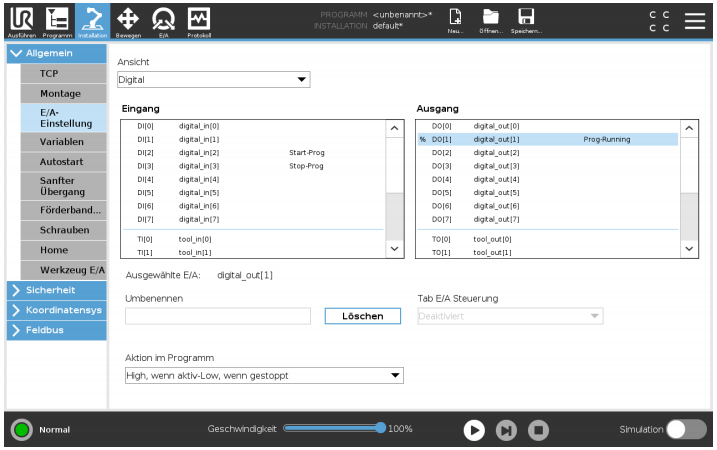 UR
Ausführen Programm Installation Bewegen E/A Protokoll
PROGRAMM <unbenannt>*
INSTALLATION default*
Neu... Öffnen... Speichern...
C C
C C
Allgemein
TCP
Montage
E/A-
Einstellung
Variablen
Autostart
Sanfter
Übergang
Förderband...
Schrauben
Home
Werkzeug E/A
Sicherheit
Koordinatensys
Feldbus
Ansicht
Digital
Eingang
DI[0] digital_in[0]
DI[1] digital_in[1]
DI[2] digital_in[2] Start-Prog
DI[3] digital_in[3] Stop-Prog
DI[4] digital_in[4]
DI[5] digital_in[5]
DI[6] digital_in[6]
DI[7] digital_in[7]
TI[0] tool_in[0]
TI[1] tool_in[1]
Ausgang
DO[0] digital_out[0]
% DO[1] digital_out[1] Prog-Running
DO[2] digital_out[2]
DO[3] digital_out[3]
DO[4] digital_out[4]
DO[5] digital_out[5]
DO[6] digital_out[6]
DO[7] digital_out[7]
TO[0] tool_out[0]
TO[1] tool_out[1]
Ausgewählte E/A: digital_out[1]
Umbenennen
Löschen
Tab E/A Steuerung
Deaktiviert
Aktion im Programm
High, wenn aktiv-Low, wenn gestoppt
Normal
Geschwindigkeit 100%
Simulation